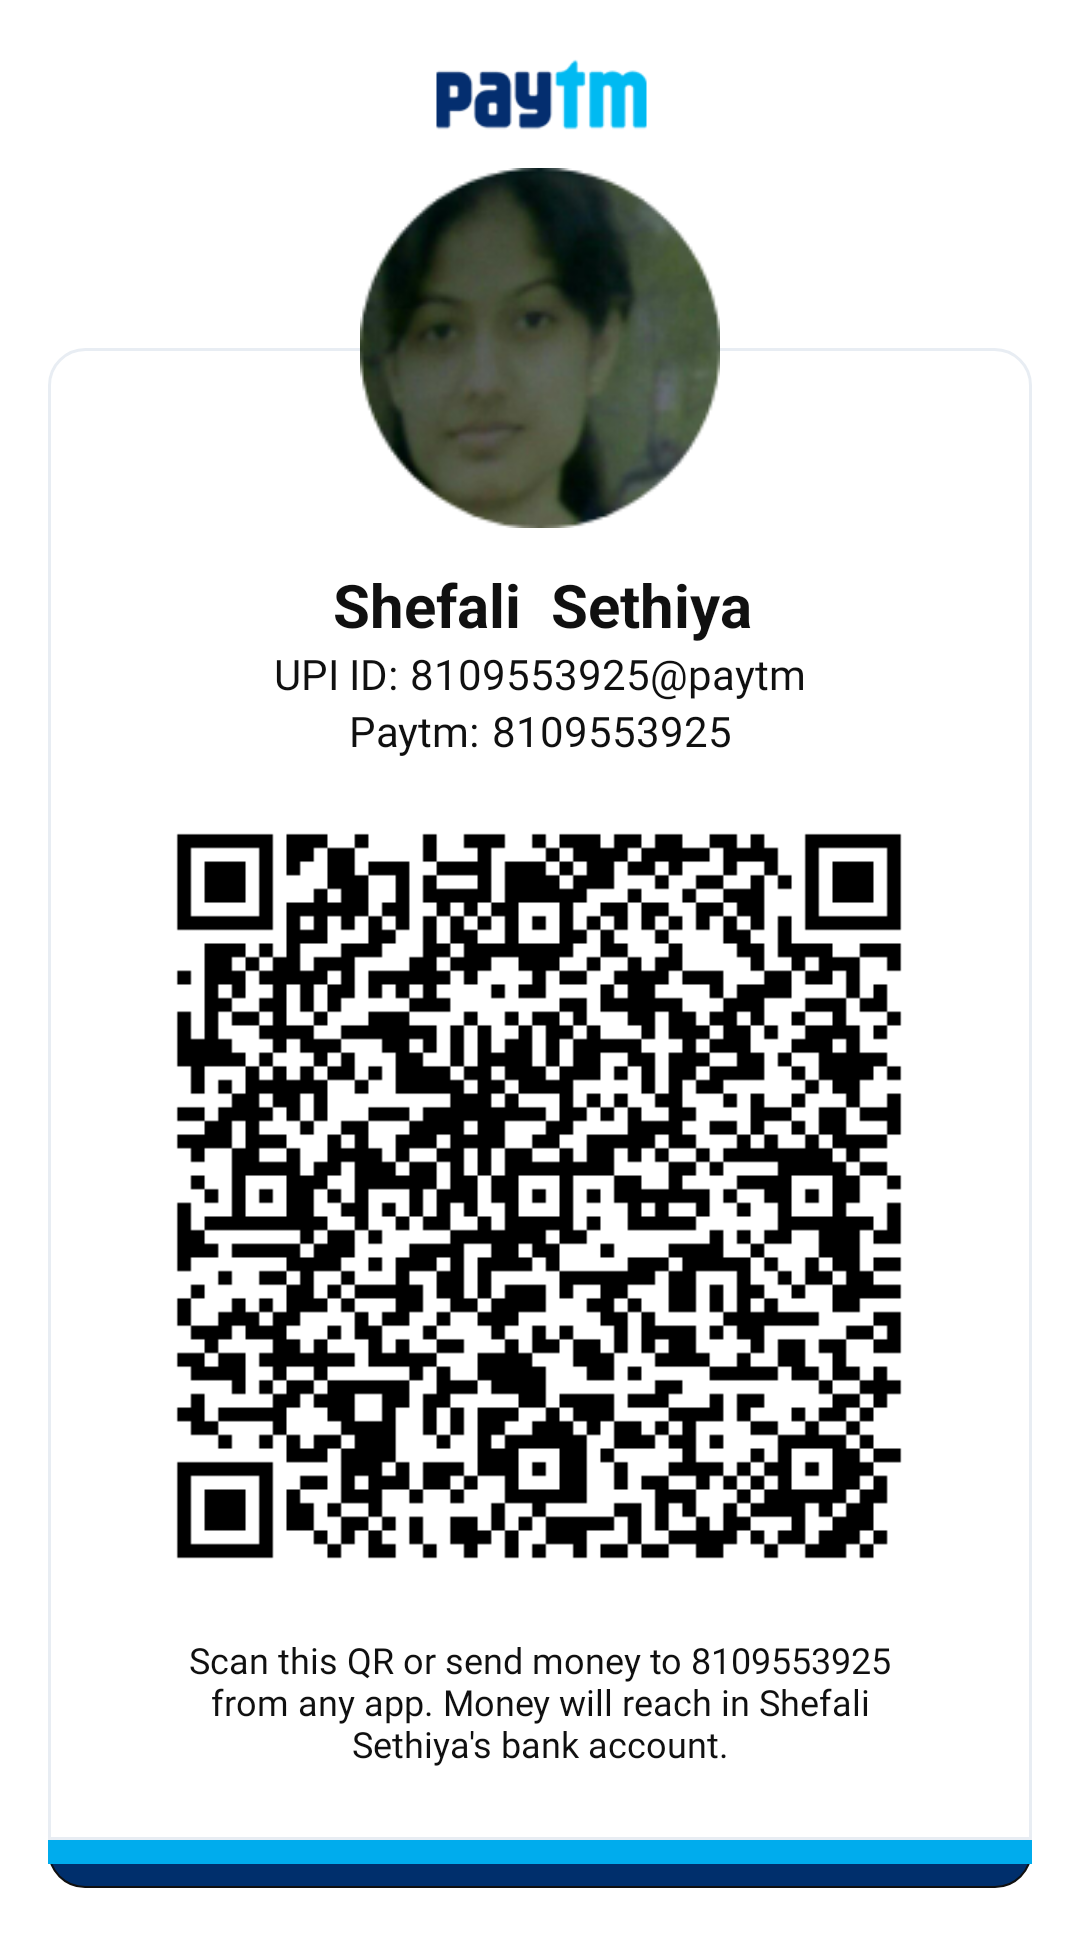 paytm
Shefali Sethiya
UPI ID: 8109553925@paytm
Paytm: 8109553925
Scan this QR or send money to 8109553925
from any app. Money will reach in Shefali
Sethiya's bank account.